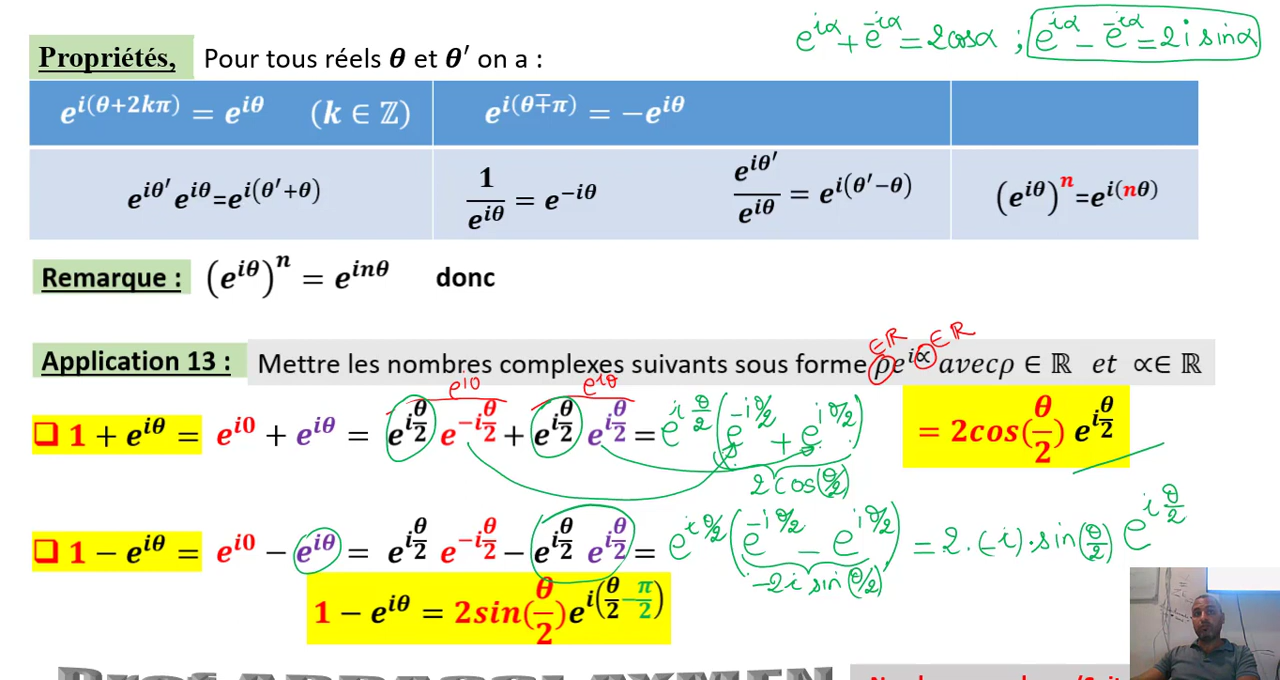 e^{iα} + e^{-iα} = 2cosα ; e^{iα} - e^{-iα} = 2i sinα
Propriétés, Pour tous réels θ et θ′ on a :
e^{i(θ+2kπ)} = e^{iθ} (k ∈ ℤ) e^{i(θ∓π)} = −e^{iθ}
e^{iθ′} e^{iθ}=e^{i(θ′+θ)} 1/e^{iθ} = e^{−iθ} e^{iθ′}/e^{iθ} = e^{i(θ′−θ)} (e^{iθ})^n=e^{i(nθ)}
Remarque : (e^{iθ})^n = e^{inθ} donc
∈ℝ ∈ℝ
Application 13 : Mettre les nombres complexes suivants sous forme ρe^{iα} avecρ ∈ ℝ et ∝∈ ℝ
e^{i0} e^{iθ}
❑ 1 + e^{iθ} = e^{i0} + e^{iθ} = e^{iθ/2} e^{−iθ/2} + e^{iθ/2} e^{iθ/2} = e^{iθ/2}(e^{-iθ/2} + e^{iθ/2}) = 2cos(θ/2) e^{iθ/2}
2cos(θ/2)
❑ 1 − e^{iθ} = e^{i0} − e^{iθ} = e^{iθ/2} e^{−iθ/2} − e^{iθ/2} e^{iθ/2} = e^{iθ/2}(e^{-iθ/2} − e^{iθ/2}) = 2.(-i).sin(θ/2) e^{iθ/2}
-2i sin(θ/2)
1 − e^{iθ} = 2sin(θ/2)e^{i(θ/2−π/2)}